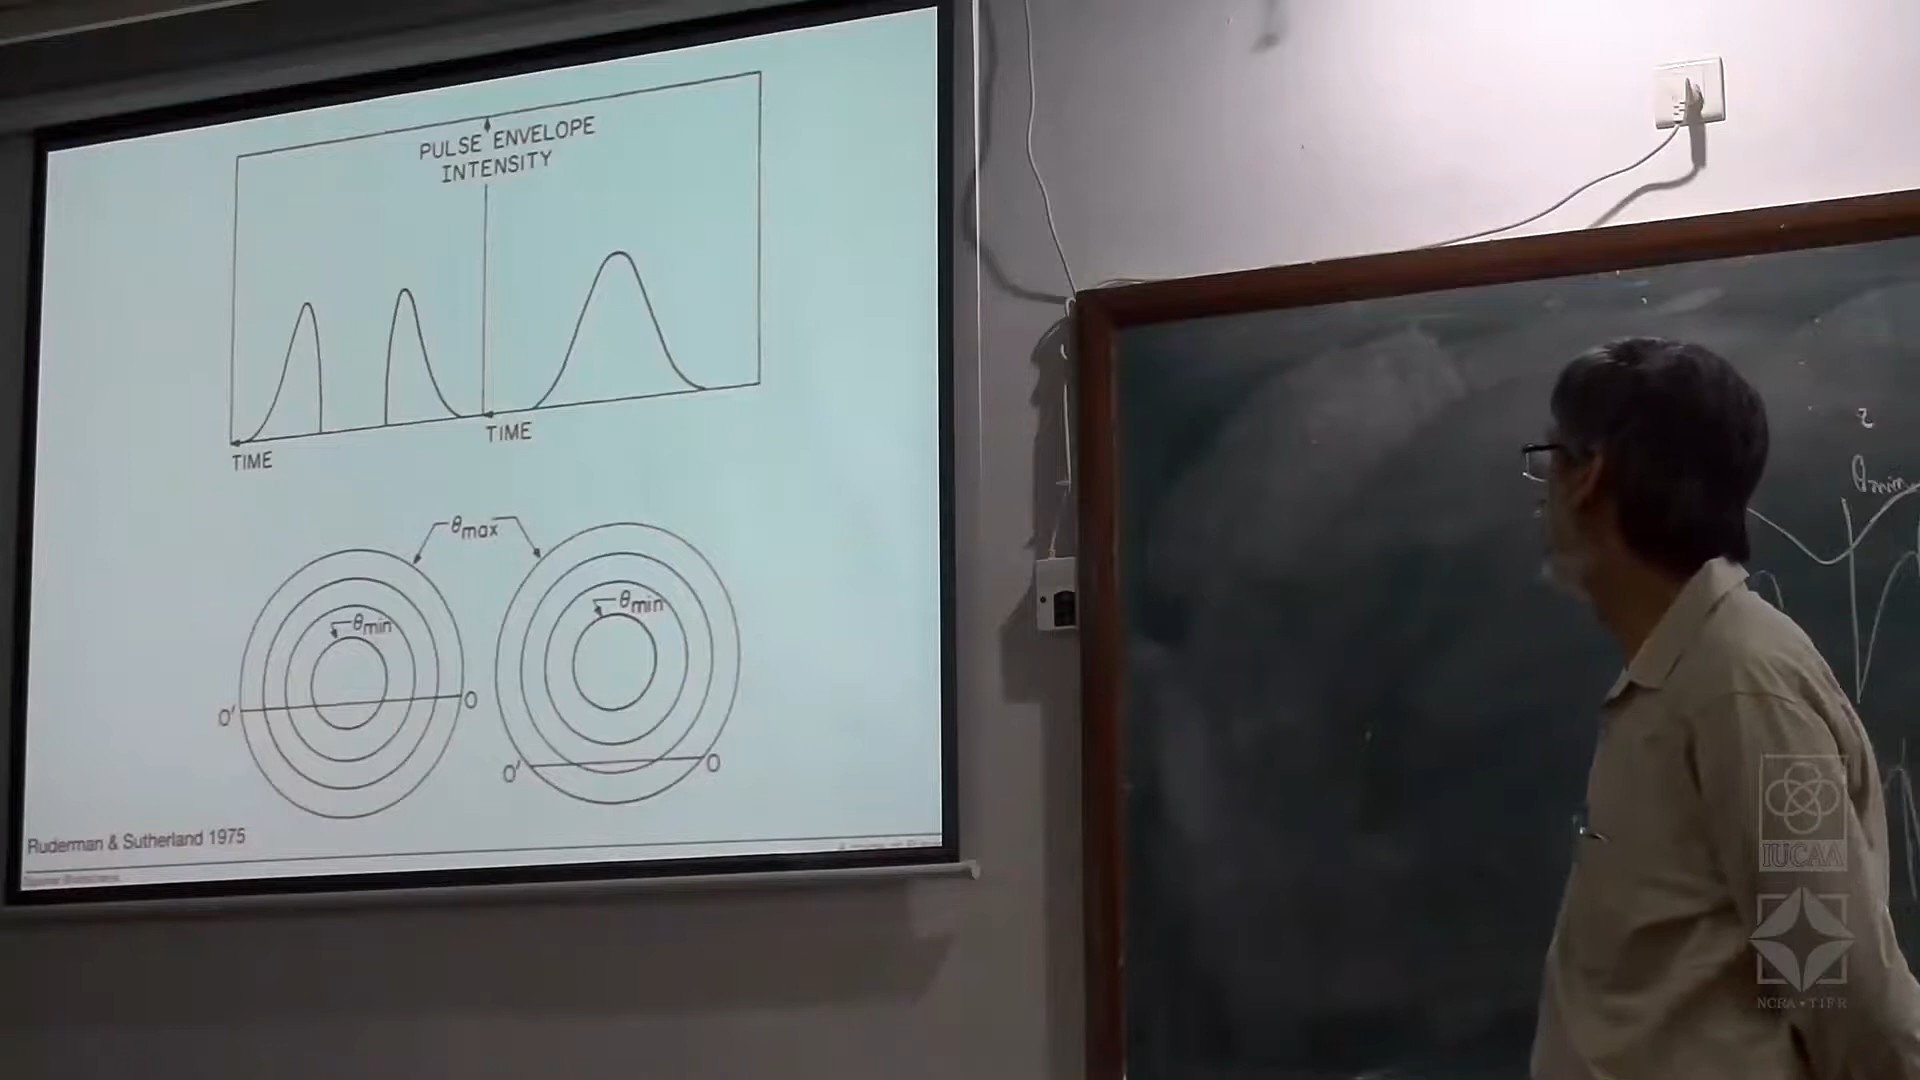 PULSE ENVELOPE
INTENSITY
TIME
TIME
θmax
θmin
θmin
O'
O
O'
O
Ruderman & Sutherland 1975
θmin
IUCAA
NCRA • TIFR